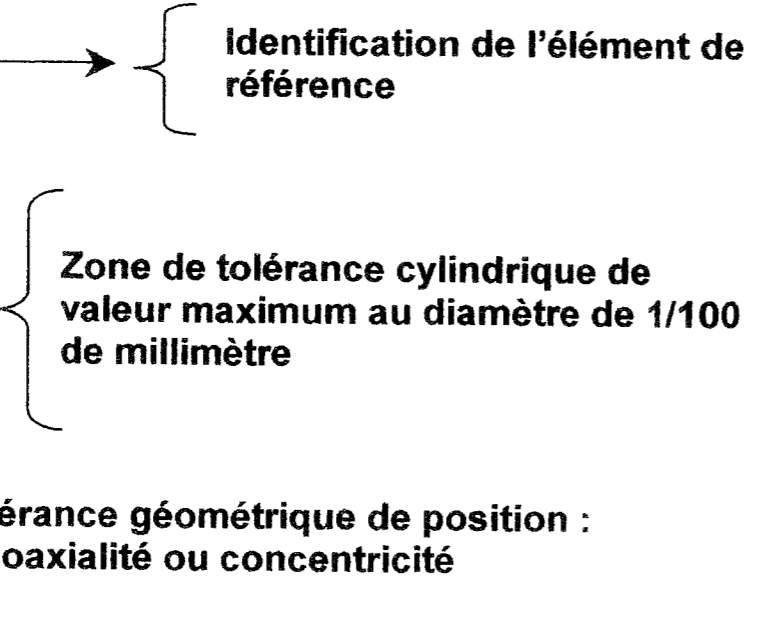 Identification de l'élément de
référence
Zone de tolérance cylindrique de
valeur maximum au diamètre de 1/100
de millimètre
érance géométrique de position :
oaxialité ou concentricité